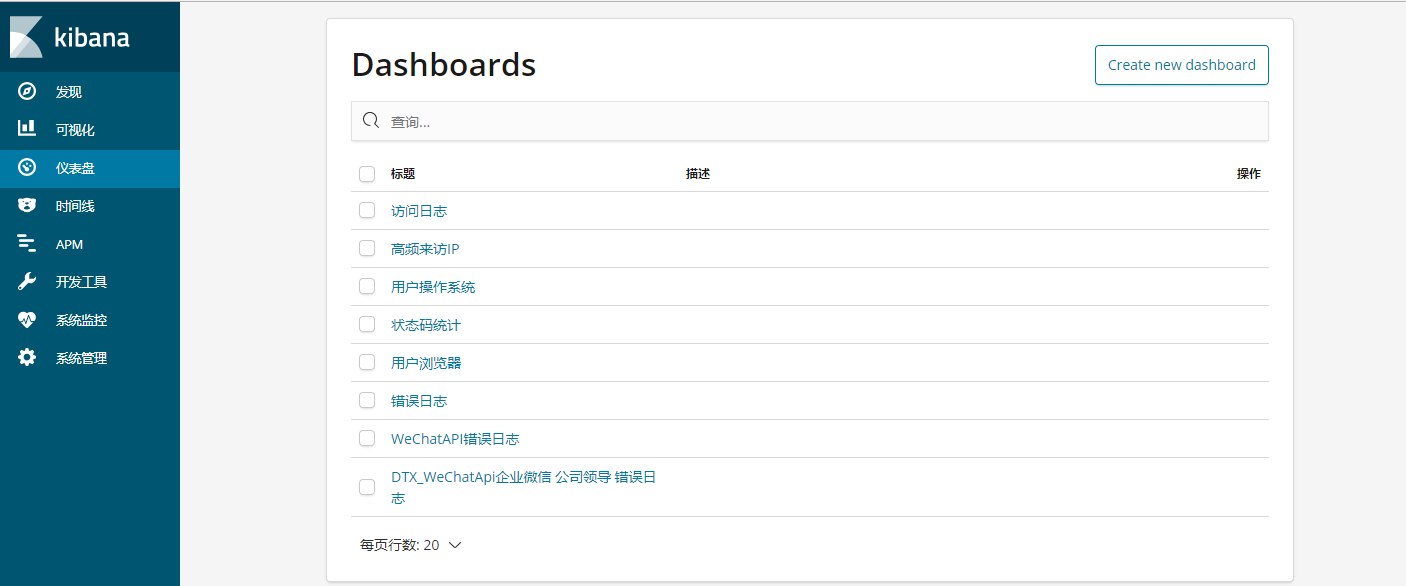 kibana
发现
可视化
仪表盘
时间线
APM
开发工具
系统监控
系统管理
Dashboards
Create new dashboard
查询...
标题 描述 操作
访问日志
高频来访IP
用户操作系统
状态码统计
用户浏览器
错误日志
WeChatAPI错误日志
DTX_WeChatApi企业微信 公司领导 错误日
志
每页行数: 20